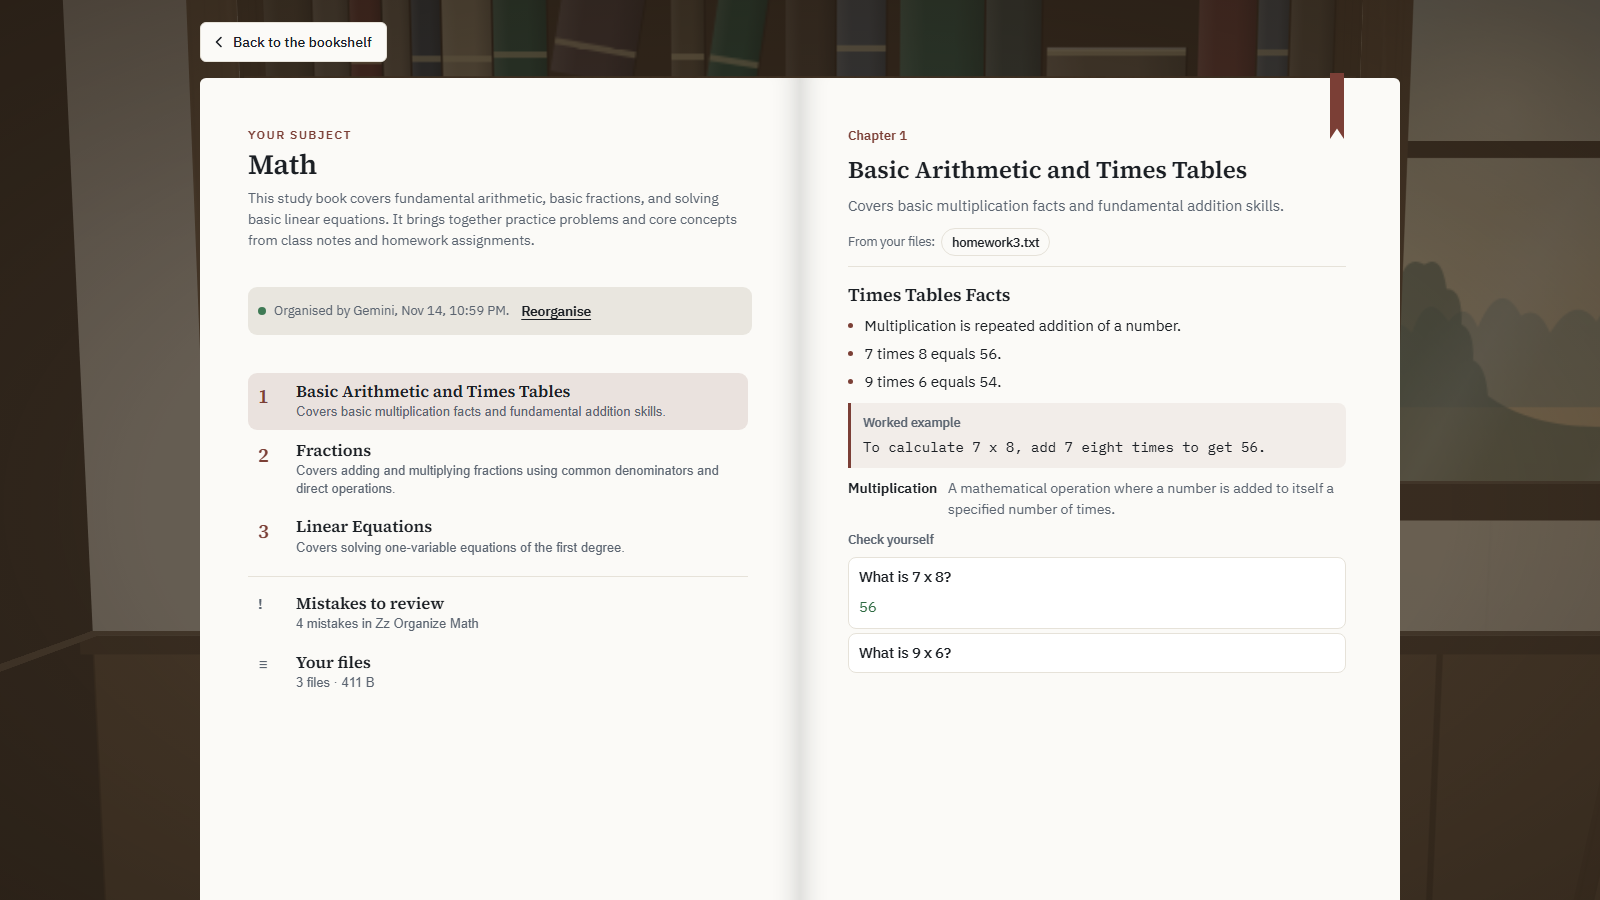 Back to the bookshelf
YOUR SUBJECT
Math
This study book covers fundamental arithmetic, basic fractions, and solving
basic linear equations. It brings together practice problems and core concepts
from class notes and homework assignments.
Organised by Gemini, Nov 14, 10:59 PM. Reorganise
1 Basic Arithmetic and Times Tables
Covers basic multiplication facts and fundamental addition skills.
2 Fractions
Covers adding and multiplying fractions using common denominators and
direct operations.
3 Linear Equations
Covers solving one-variable equations of the first degree.
! Mistakes to review
4 mistakes in Zz Organize Math
≡ Your files
3 files · 411 B
Chapter 1
Basic Arithmetic and Times Tables
Covers basic multiplication facts and fundamental addition skills.
From your files: homework3.txt
Times Tables Facts
• Multiplication is repeated addition of a number.
• 7 times 8 equals 56.
• 9 times 6 equals 54.
Worked example
To calculate 7 x 8, add 7 eight times to get 56.
Multiplication A mathematical operation where a number is added to itself a
specified number of times.
Check yourself
What is 7 x 8?
56
What is 9 x 6?